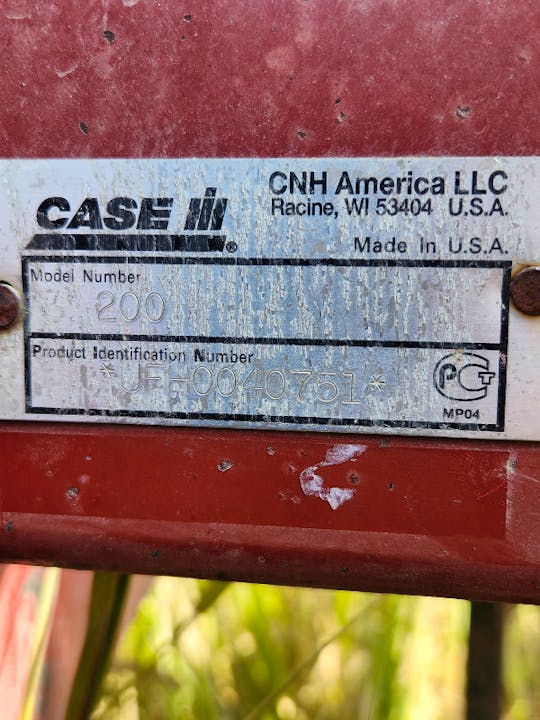 CASE IH®
CNH America LLC
Racine, WI 53404 U.S.A.
Made in U.S.A.
Model Number
200
Product Identification Number
*JFH0040751*
PCT
MP04